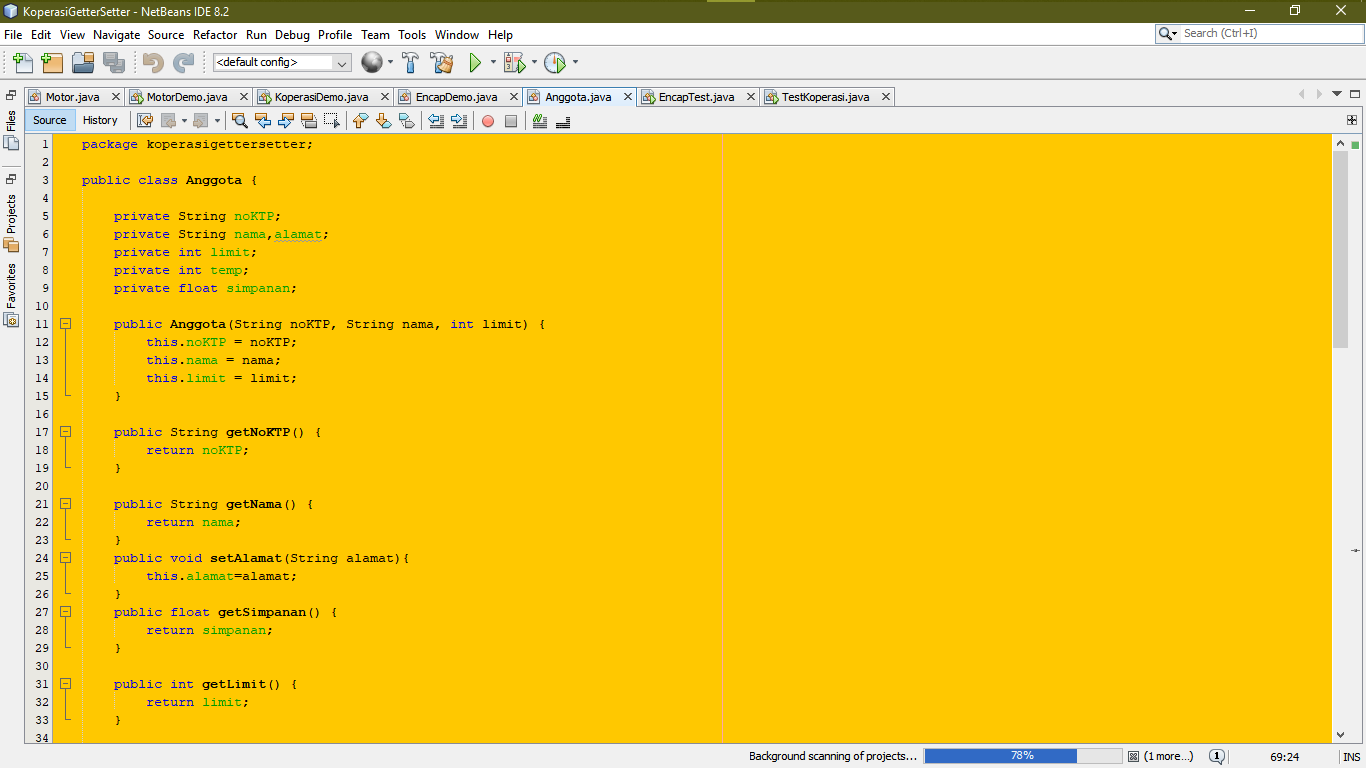 KoperasiGetterSetter - NetBeans IDE 8.2
File Edit View Navigate Source Refactor Run Debug Profile Team Tools Window Help
Search (Ctrl+I)
<default config>
Motor.java MotorDemo.java KoperasiDemo.java EncapDemo.java Anggota.java EncapTest.java TestKoperasi.java
Source History
Files
Projects
Favorites
1 package koperasigettersetter;
2
3 public class Anggota {
4
5 private String noKTP;
6 private String nama,alamat;
7 private int limit;
8 private int temp;
9 private float simpanan;
10
11 public Anggota(String noKTP, String nama, int limit) {
12 this.noKTP = noKTP;
13 this.nama = nama;
14 this.limit = limit;
15 }
16
17 public String getNoKTP() {
18 return noKTP;
19 }
20
21 public String getNama() {
22 return nama;
23 }
24 public void setAlamat(String alamat){
25 this.alamat=alamat;
26 }
27 public float getSimpanan() {
28 return simpanan;
29 }
30
31 public int getLimit() {
32 return limit;
33 }
34
Background scanning of projects... 78% (1 more...) 1 69:24 INS